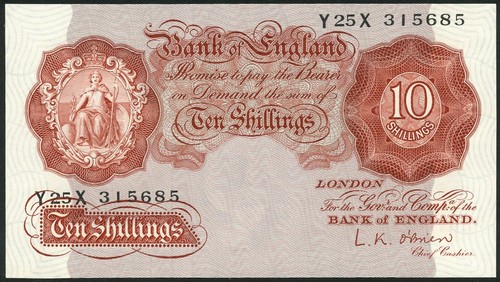 Y25X 315685
Bank of England
Promise to pay the Bearer
on Demand the sum of
Ten Shillings
10
SHILLINGS
Y25X 315685
Ten Shillings
LONDON
For the Govr. and Compa. of the
BANK OF ENGLAND.
L.K. O'Brien
Chief Cashier.